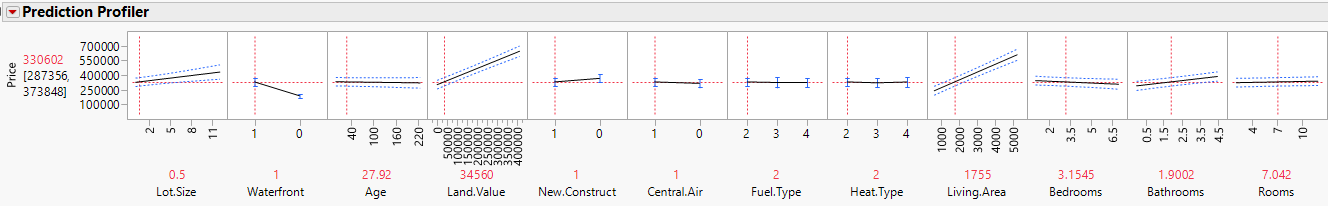 Prediction Profiler
Price
330602
[287356,
373848]
700000
550000
400000
250000
100000
2 5 8 11
1 0
40 100 160 220
0 50000 100000 150000 200000 250000 300000 350000 400000
1 0
1 0
2 3 4
2 3 4
1000 2000 3000 4000 5000
2 3.5 5 6.5
0.5 1.5 2.5 3.5 4.5
4 7 10
0.5 1 27.92 34560 1 1 2 2 1755 3.1545 1.9002 7.042
Lot.Size Waterfront Age Land.Value New.Construct Central.Air Fuel.Type Heat.Type Living.Area Bedrooms Bathrooms Rooms